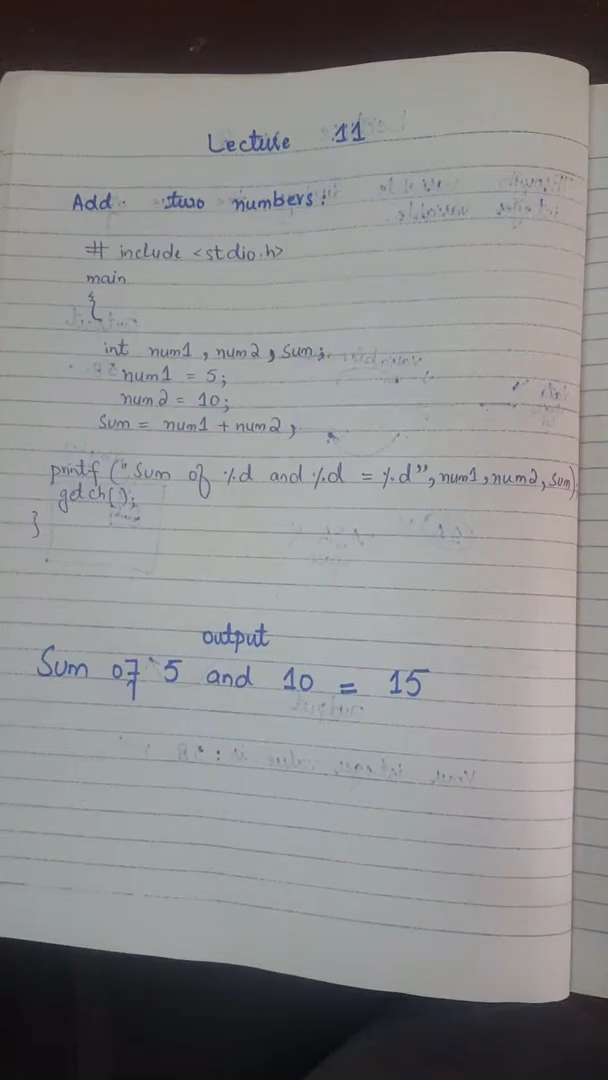 Lecture 11
Add two numbers:
# include <stdio.h>
main
{
int num1, num2, sum;
num1 = 5;
num2 = 10;
Sum = num1 + num2,
printf ("Sum of %d and %d = %d", num1, num2, sum)
getch();
}
output
Sum of 5 and 10 = 15